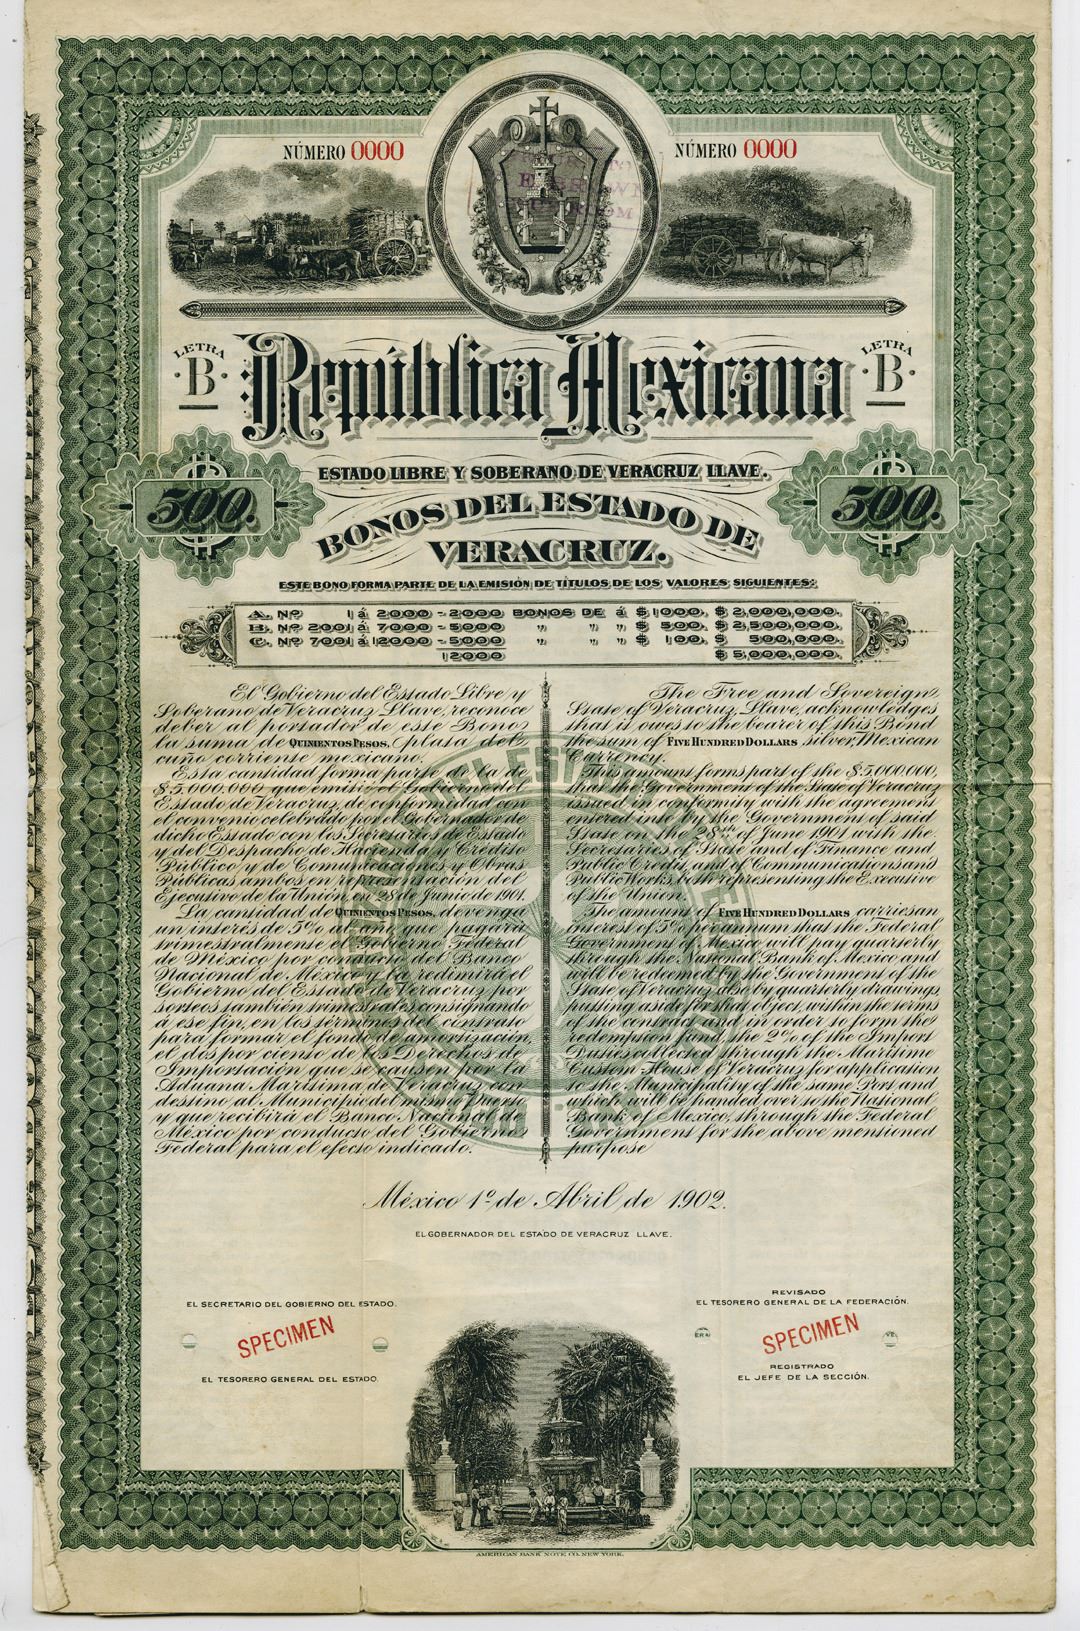 NÚMERO 0000
NÚMERO 0000
LETRA
B
República Mexicana
LETRA
B
ESTADO LIBRE Y SOBERANO DE VERACRUZ LLAVE.
500.
BONOS DEL ESTADO DE
VERACRUZ.
500.
ESTE BONO FORMA PARTE DE LA EMISIÓN DE TÍTULOS DE LOS VALORES SIGUIENTES:
A. Nº 1 á 2000 - 2000 BONOS DE á $ 1000, $ 2,000,000.
B. Nº 2001 á 7000 - 5000 " " " $ 500. $ 2,500,000.
C. Nº 7001 á 12000 - 5000 " " " $ 100. $ 500,000.
12000 $ 5,000,000.
El Gobierno del Estado Libre y
Soberano de Veracruz Llave, reconoce
deber al portador de este Bono
la suma de QUINIENTOS PESOS, plata del
cuño corriente mexicano.
Esta cantidad forma parte de la de
$5.000.000, que emite el Gobierno del
Estado de Veracruz, de conformidad con
el convenio celebrado por el Gobernador de
dicho Estado con los Secretarios de Estado
y del Despacho de Hacienda y Crédito
Público y de Comunicaciones y Obras
Públicas ambos en representación del
Ejecutivo de la Unión, en 28 de Junio de 1901.
La cantidad de QUINIENTOS PESOS, devenga
un interés de 5% al año que pagará
trimestralmente el Gobierno Federal
de México por conducto del Banco
Nacional de México y la redimirá el
Gobierno del Estado de Veracruz por
sorteos también trimestrales, consignando
á ese fin, en los términos del contrato
para formar el fondo de amortización,
el dos por ciento de los Derechos de
Importación que se causen por la
Aduana Marítima de Veracruz con
destino al Municipio del mismo Puerto
y que recibirá el Banco Nacional de
México por conducto del Gobierno
Federal para el efecto indicado.
The Free and Sovereign
State of Veracruz Llave, acknowledges
that it owes to the bearer of this Bond
the sum of FIVE HUNDRED DOLLARS silver, Mexican
Currency.
This amount forms part of the $5,000,000,
that the Government of the State of Veracruz
issued in conformity with the agreement
entered into by the Government of said
State on the 28th of June 1901 with the
Secretaries of State and of Finance and
Public Credit, and of Communications and
Public Works, both representing the Executive
of the Union.
The amount of FIVE HUNDRED DOLLARS carries an
interest of 5% per annum that the Federal
Government of Mexico will pay quarterly
through the National Bank of Mexico and
will be redeemed by the Government of the
State of Veracruz also by quarterly drawings
putting aside for that object, within the terms
of the contract and in order to form the
redemption fund, the 2% of the Import
Duties collected through the Maritime
Custom House of Veracruz for application
to the Municipality of the same Port and
which will be handed over to the National
Bank of Mexico, through the Federal
Government for the above mentioned
purpose
México 1º de Abril de 1902.
EL GOBERNADOR DEL ESTADO DE VERACRUZ LLAVE.
EL SECRETARIO DEL GOBIERNO DEL ESTADO.
REVISADO
EL TESORERO GENERAL DE LA FEDERACIÓN.
SPECIMEN
SPECIMEN
EL TESORERO GENERAL DEL ESTADO.
REGISTRADO
EL JEFE DE LA SECCIÓN.
AMERICAN BANK NOTE CO. NEW YORK.